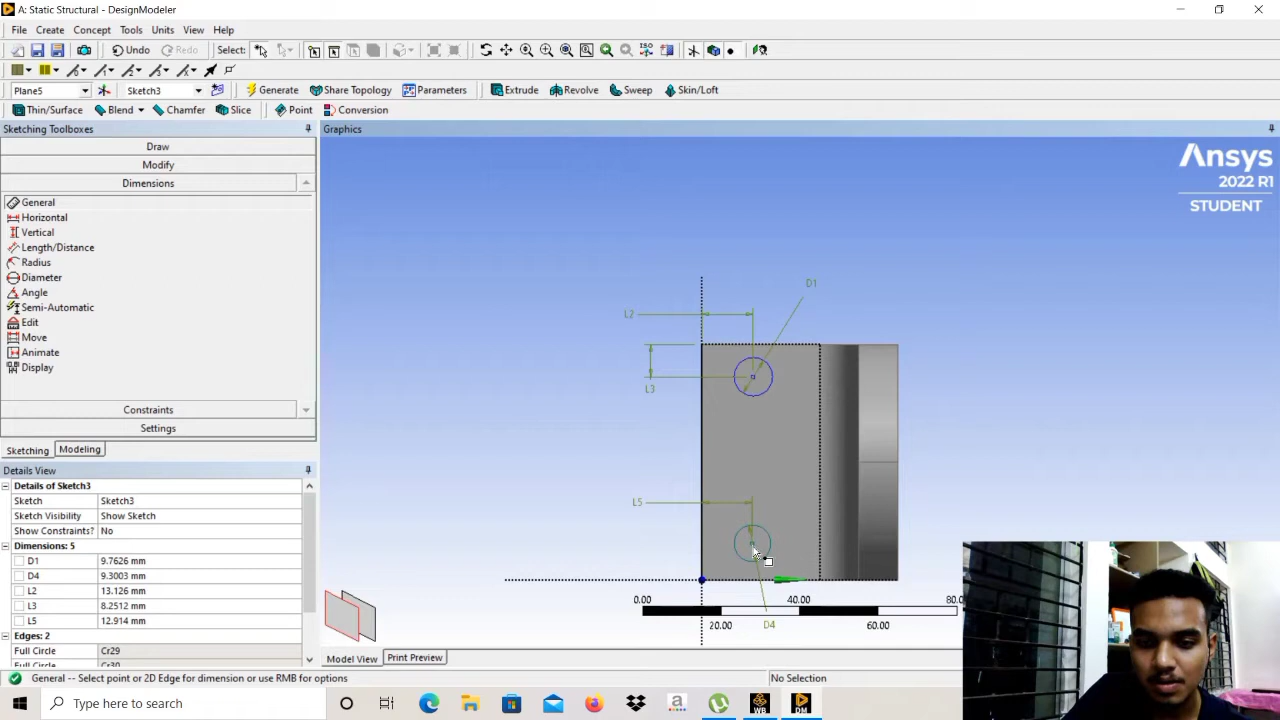 A: Static Structural - DesignModeler
File Create Concept Tools Units View Help
Undo Redo Select:
Plane5 Sketch3 Generate Share Topology Parameters Extrude Revolve Sweep Skin/Loft
Thin/Surface Blend Chamfer Slice Point Conversion
Sketching Toolboxes
Graphics
Draw
Modify
Dimensions
General
Horizontal
Vertical
Length/Distance
Radius
Diameter
Angle
Semi-Automatic
Edit
Move
Animate
Display
Constraints
Settings
Sketching Modeling
Details View
Details of Sketch3
Sketch Sketch3
Sketch Visibility Show Sketch
Show Constraints? No
Dimensions: 5
D1 9.7626 mm
D4 9.3003 mm
L2 13.126 mm
L3 8.2512 mm
L5 12.914 mm
Edges: 2
Full Circle Cr29
Full Circle Cr30
Ansys
2022 R1
STUDENT
D1
L2
L3
L5
D4
0.00 40.00 80.0
20.00 60.00
Model View Print Preview
General -- Select point or 2D Edge for dimension or use RMB for options
No Selection
Type here to search
WB
DM